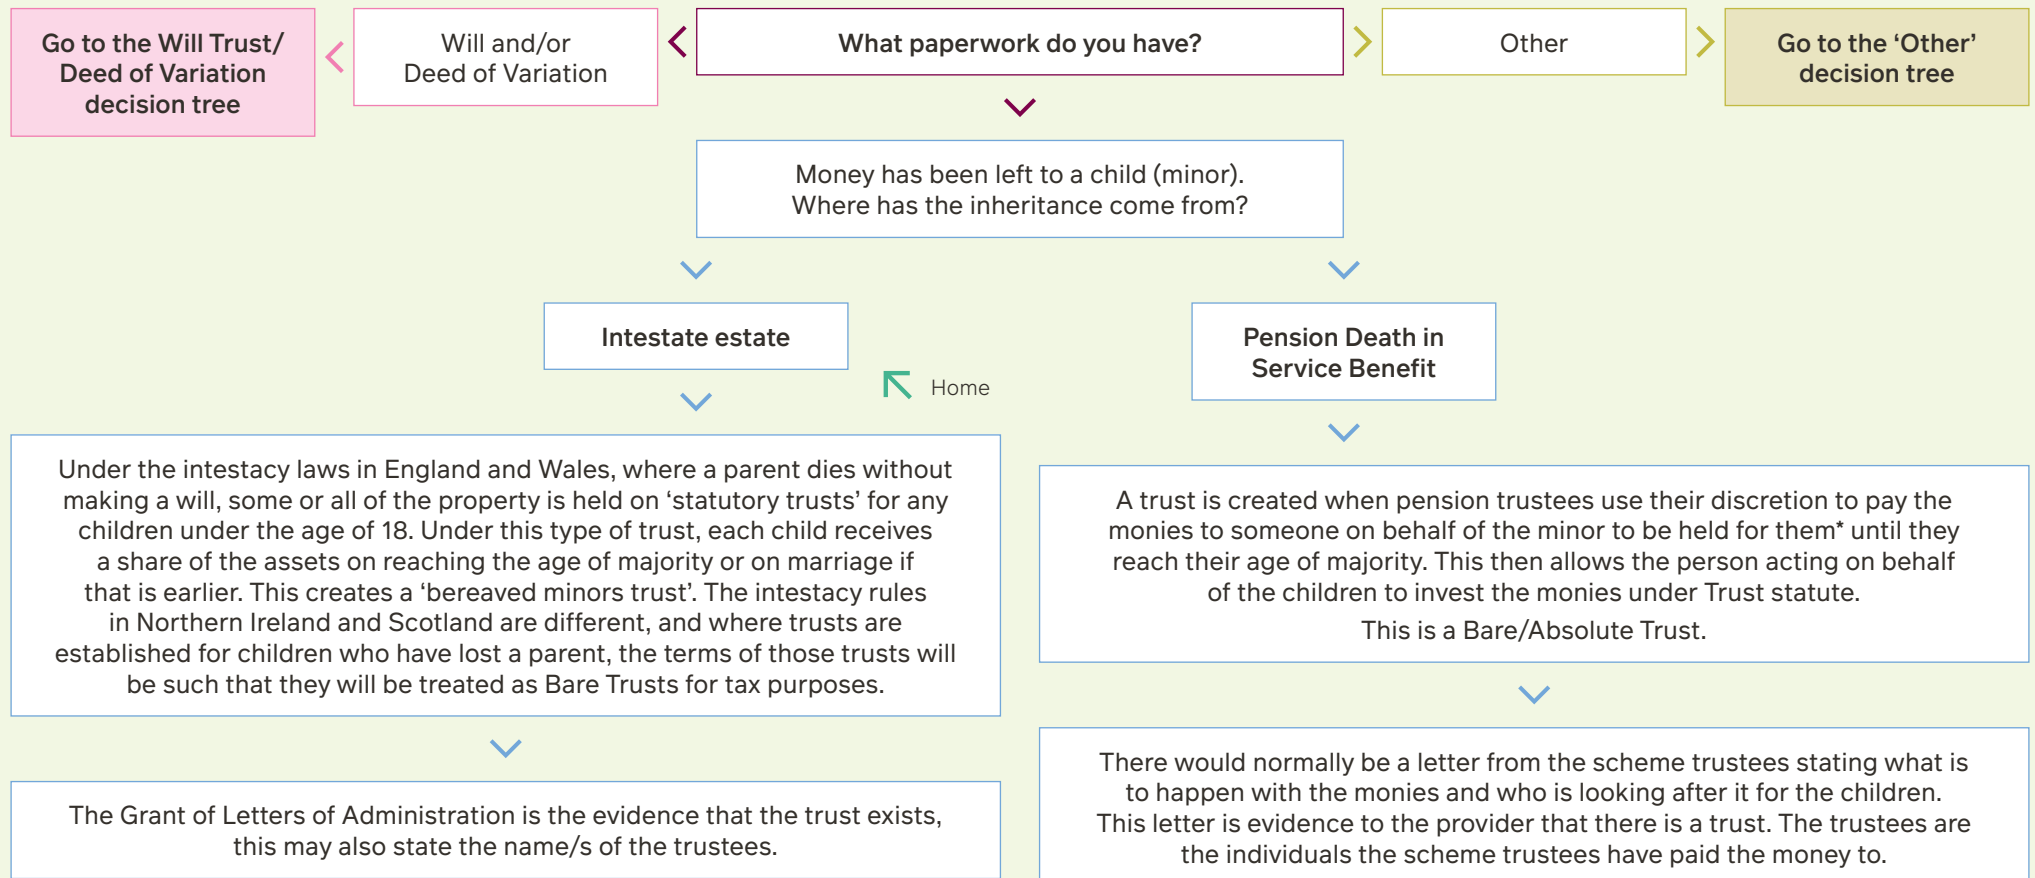 Go to the Will Trust/
Deed of Variation
decision tree
Will and/or
Deed of Variation
What paperwork do you have?
Other
Go to the ‘Other’
decision tree
Money has been left to a child (minor).
Where has the inheritance come from?
Intestate estate
Pension Death in
Service Benefit
Home
Under the intestacy laws in England and Wales, where a parent dies without
making a will, some or all of the property is held on ‘statutory trusts’ for any
children under the age of 18. Under this type of trust, each child receives
a share of the assets on reaching the age of majority or on marriage if
that is earlier. This creates a ‘bereaved minors trust’. The intestacy rules
in Northern Ireland and Scotland are different, and where trusts are
established for children who have lost a parent, the terms of those trusts will
be such that they will be treated as Bare Trusts for tax purposes.
A trust is created when pension trustees use their discretion to pay the
monies to someone on behalf of the minor to be held for them* until they
reach their age of majority. This then allows the person acting on behalf
of the children to invest the monies under Trust statute.
This is a Bare/Absolute Trust.
The Grant of Letters of Administration is the evidence that the trust exists,
this may also state the name/s of the trustees.
There would normally be a letter from the scheme trustees stating what is
to happen with the monies and who is looking after it for the children.
This letter is evidence to the provider that there is a trust. The trustees are
the individuals the scheme trustees have paid the money to.